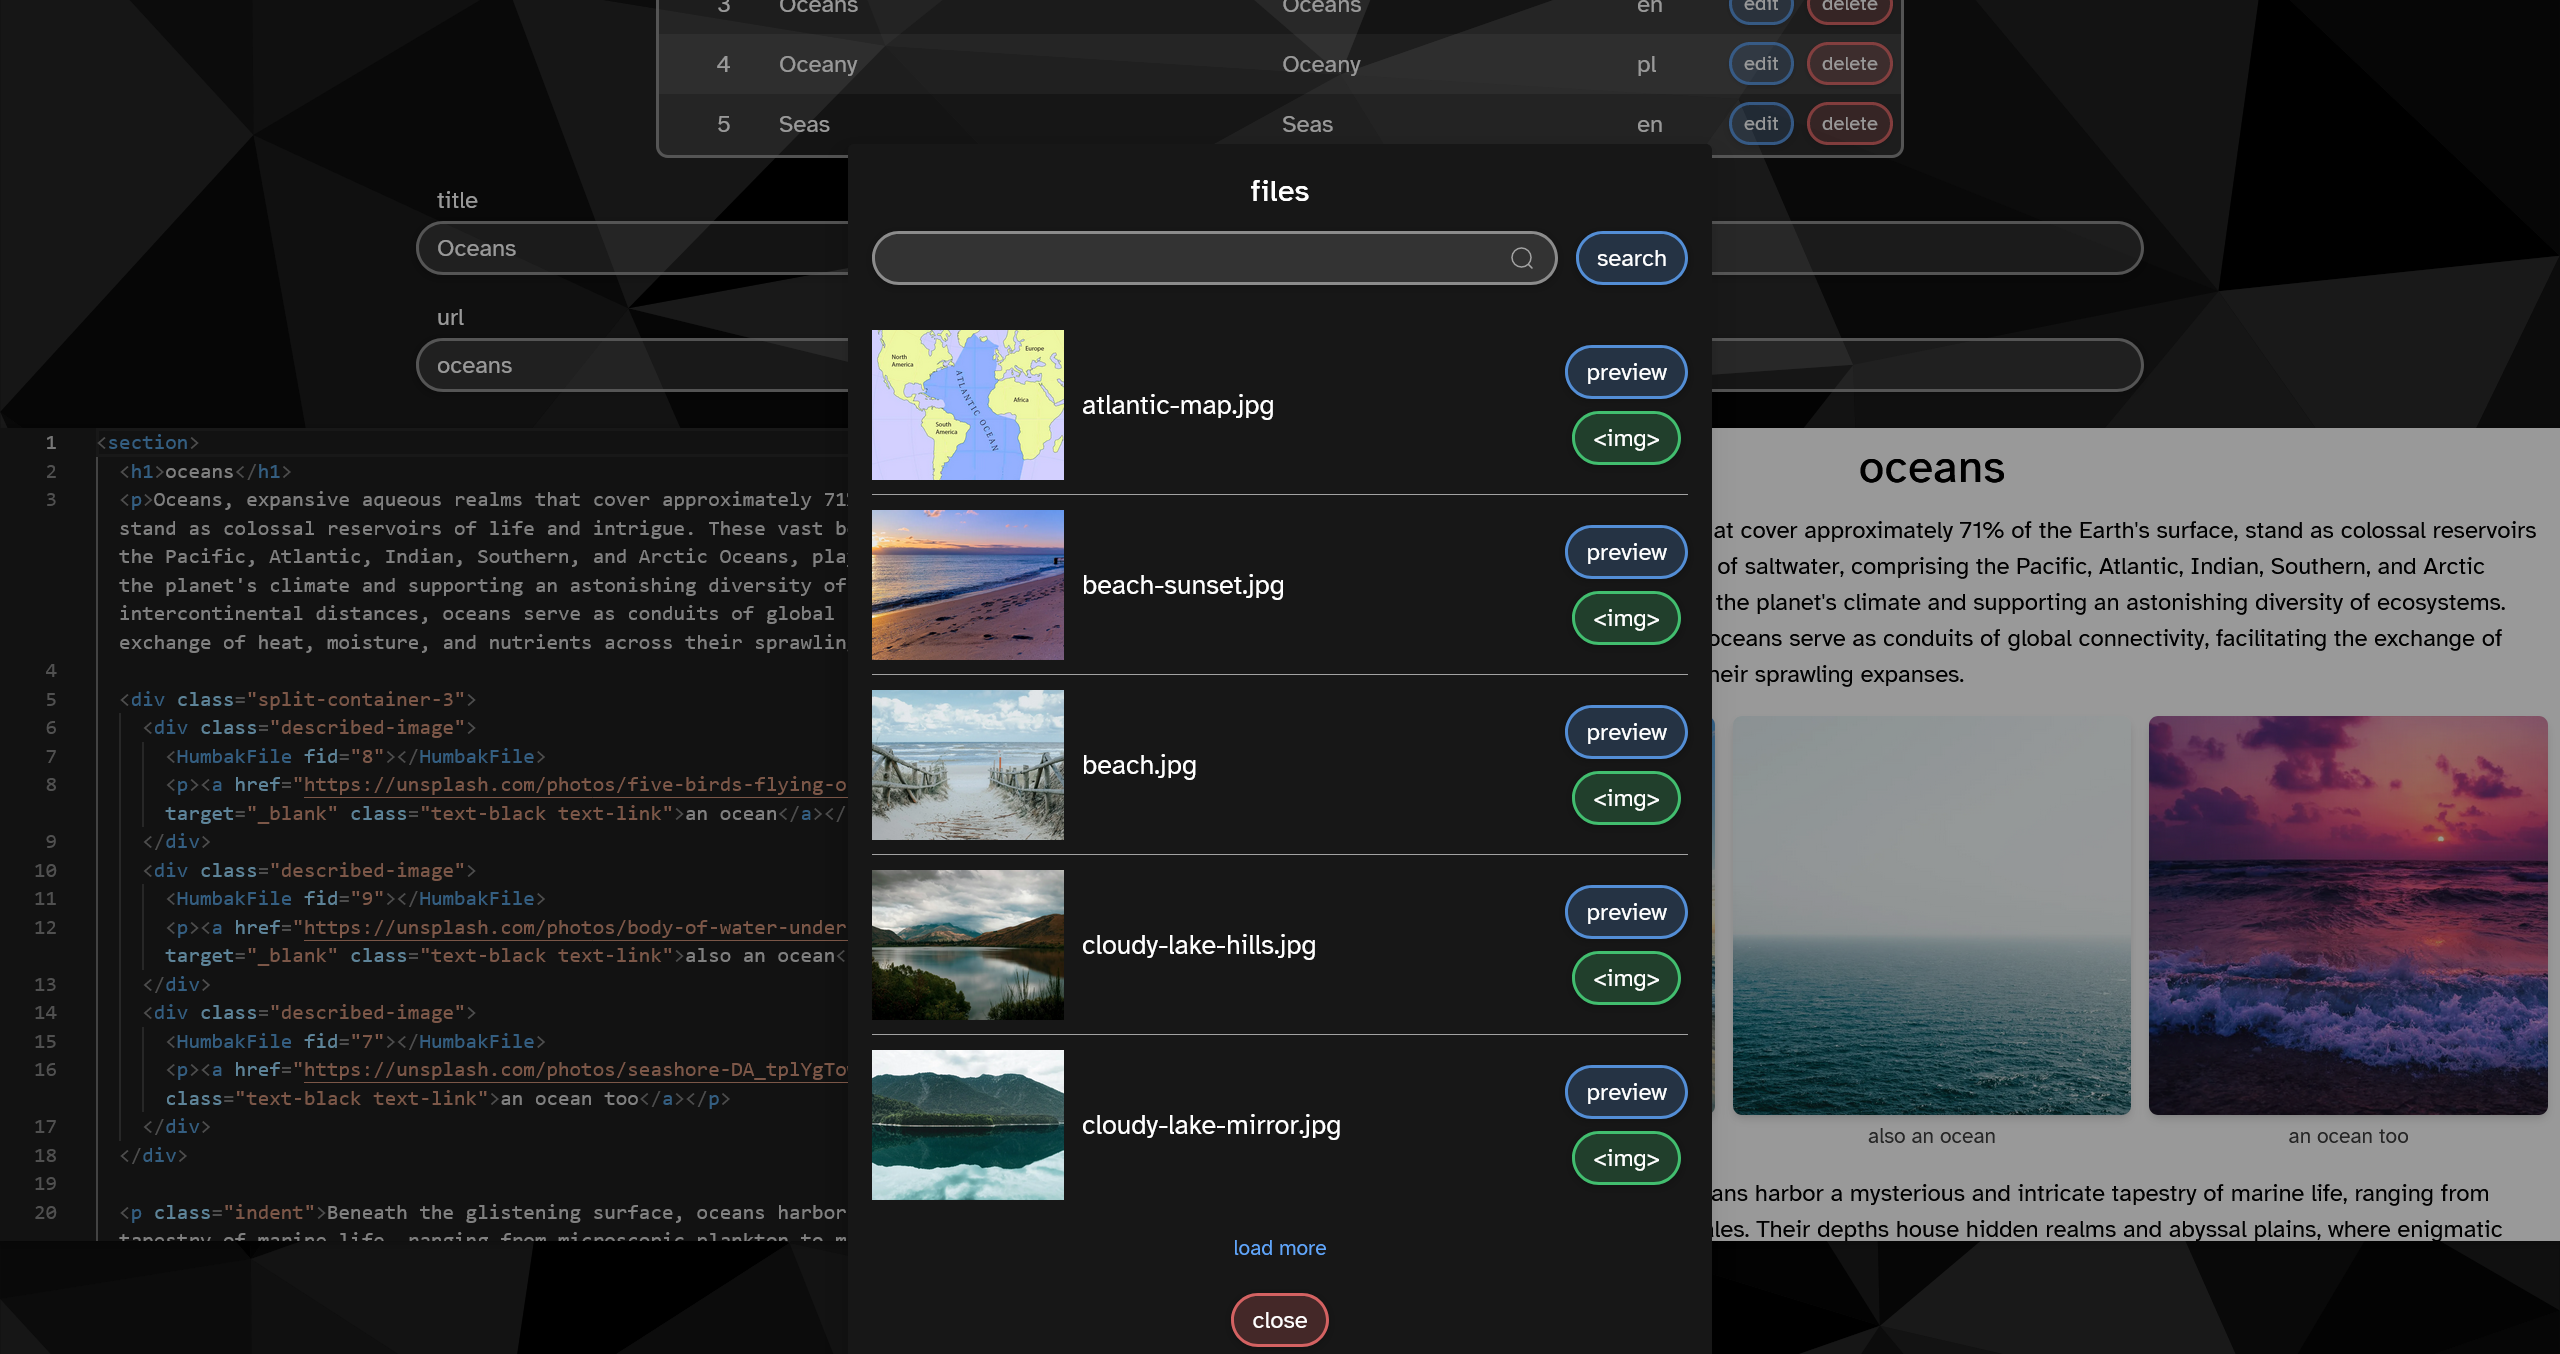 3 Oceans Oceans en edit delete
4 Oceany Oceany pl edit delete
5 Seas Seas en edit delete
title
Oceans
url
oceans
files
search
North
America
Europe
Africa
South
America
ATLANTIC OCEAN
atlantic-map.jpg
preview
<img>
beach-sunset.jpg
preview
<img>
beach.jpg
preview
<img>
cloudy-lake-hills.jpg
preview
<img>
cloudy-lake-mirror.jpg
preview
<img>
load more
close
1 <section>
2 <h1>oceans</h1>
3 <p>Oceans, expansive aqueous realms that cover approximately 71
stand as colossal reservoirs of life and intrigue. These vast
the Pacific, Atlantic, Indian, Southern, and Arctic Oceans,
the planet's climate and supporting an astonishing diversity of
intercontinental distances, oceans serve as conduits of global
exchange of heat, moisture, and nutrients across their
4
5 <div class="split-container-3">
6 <div class="described-image">
7 <HumbakFile fid="8"></HumbakFile>
8 <p><a href="https://unsplash.com/photos/five-birds-flying-o
target="_blank" class="text-black text-link">an ocean</a></
9 </div>
10 <div class="described-image">
11 <HumbakFile fid="9"></HumbakFile>
12 <p><a href="https://unsplash.com/photos/body-of-water-under
target="_blank" class="text-black text-link">also an ocean<
13 </div>
14 <div class="described-image">
15 <HumbakFile fid="7"></HumbakFile>
16 <p><a href="https://unsplash.com/photos/seashore-DA_tplYgTo
class="text-black text-link">an ocean too</a></p>
17 </div>
18 </div>
19
20 <p class="indent">Beneath the glistening surface, oceans harbor
oceans
at cover approximately 71% of the Earth's surface, stand as colossal reservoirs
of saltwater, comprising the Pacific, Atlantic, Indian, Southern, and Arctic
the planet's climate and supporting an astonishing diversity of ecosystems.
oceans serve as conduits of global connectivity, facilitating the exchange of
heir sprawling expanses.
also an ocean
an ocean too
ans harbor a mysterious and intricate tapestry of marine life, ranging from
les. Their depths house hidden realms and abyssal plains, where enigmatic